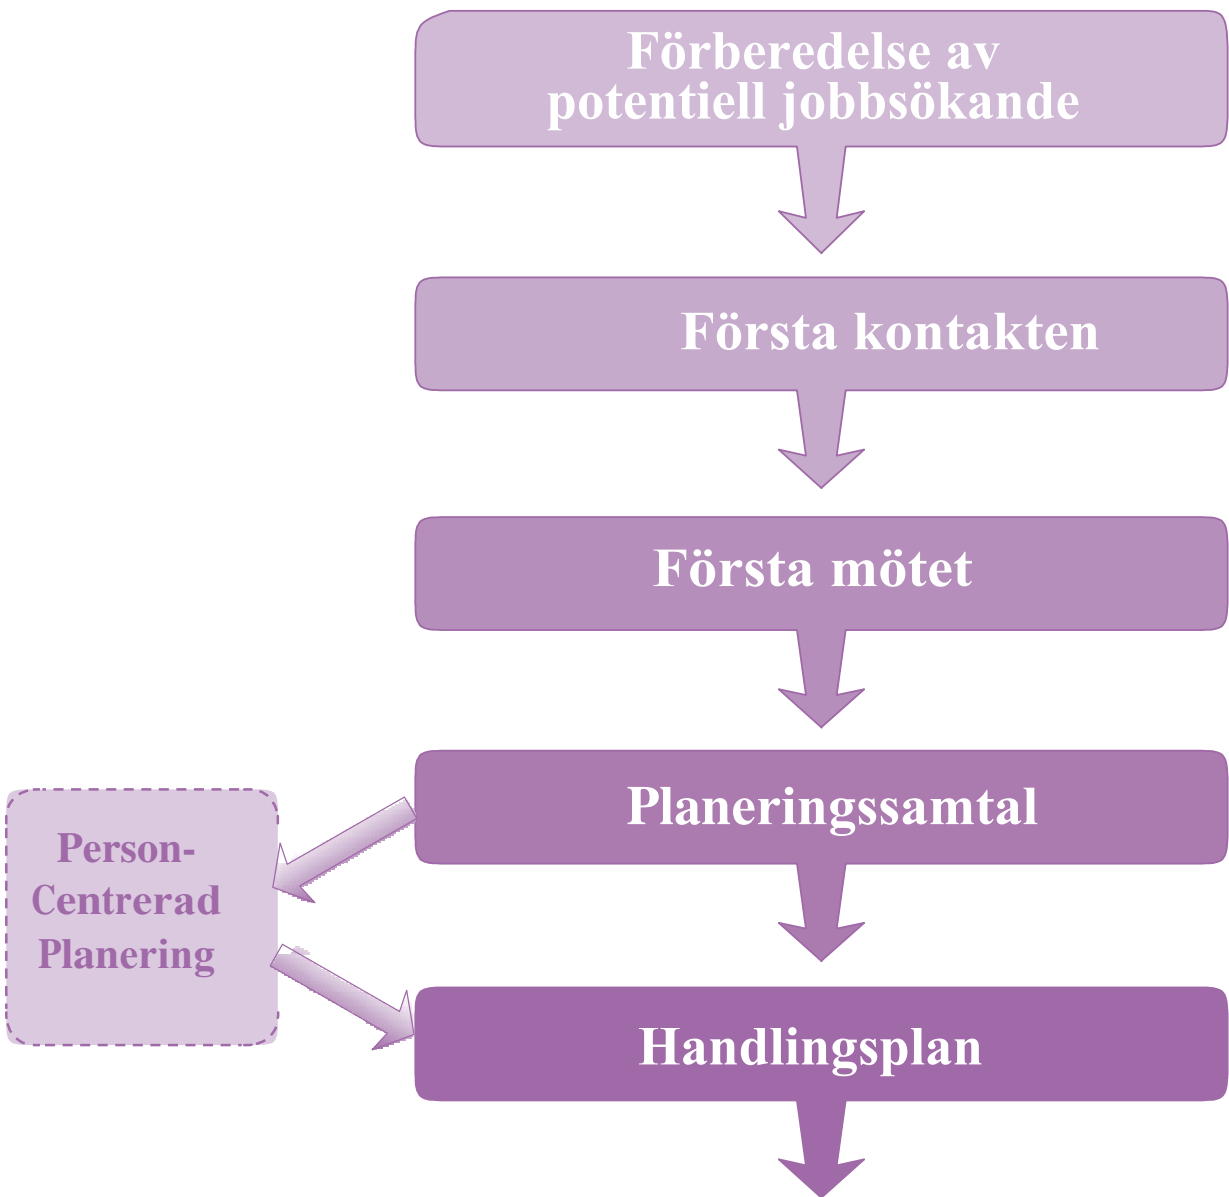 Förberedelse av
potentiell jobbsökande
Första kontakten
Första mötet
Planeringssamtal
Person-
Centrerad
Planering
Handlingsplan